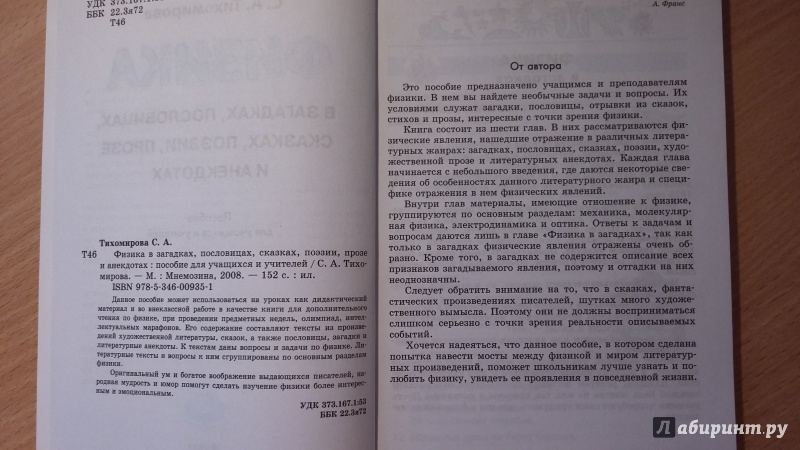 УДК 373.167.1:53
ББК 22.3я72
Т46
Тихомирова С. А.
Т46 Физика в загадках, пословицах, сказках, поэзии, прозе
и анекдотах : пособие для учащихся и учителей / С. А. Тихо-
мирова. — М. : Мнемозина, 2008. — 152 с. : ил.
ISBN 978-5-346-00935-1
Данное пособие может использоваться на уроках как дидактический
материал и во внеклассной работе в качестве книги для дополнительного
чтения по физике, при проведении предметных недель, олимпиад, интел-
лектуальных марафонов. Его содержание составляют тексты из произве-
дений художественной литературы, сказок, а также пословицы, загадки и
литературные анекдоты. К текстам даны вопросы и задачи по физике. Ли-
тературные тексты и вопросы к ним сгруппированы по основным разделам
физики.
Оригинальный ум и богатое воображение выдающихся писателей, на-
родная мудрость и юмор помогут сделать изучение физики более интерес-
ным и эмоциональным.
УДК 373.167.1:53
ББК 22.3я72
А. Франс
От автора
Это пособие предназначено учащимся и преподавателям
физики. В нем вы найдете необычные задачи и вопросы. Их
условиями служат загадки, пословицы, отрывки из сказок,
стихов и прозы, интересные с точки зрения физики.
Книга состоит из шести глав. В них рассматриваются фи-
зические явления, нашедшие отражение в различных литера-
турных жанрах: загадках, пословицах, сказках, поэзии, худо-
жественной прозе и литературных анекдотах. Каждая глава
начинается с небольшого введения, где даются некоторые све-
дения об особенностях данного литературного жанра и специ-
фике отражения в нем физических явлений.
Внутри глав материалы, имеющие отношение к физике,
группируются по основным разделам: механика, молекуляр-
ная физика, электродинамика и оптика. Ответы к задачам и
вопросам даются лишь в главе «Физика в загадках», так как
только в загадках физические явления отражены очень об-
разно. Кроме того, в загадках не содержится описание всех
признаков загадываемого явления, поэтому и отгадки на них
неоднозначны.
Следует обратить внимание на то, что в сказках, фанта-
стических произведениях писателей, шутках много художе-
ственного вымысла. Поэтому они не должны восприниматься
слишком серьезно с точки зрения реальности описываемых
событий.
Хочется надеяться, что данное пособие, в котором сделана
попытка навести мосты между физикой и миром литератур-
ных произведений, поможет школьникам лучше узнать и по-
любить физику, увидеть ее проявления в повседневной жизни.
Лабиринт.ру